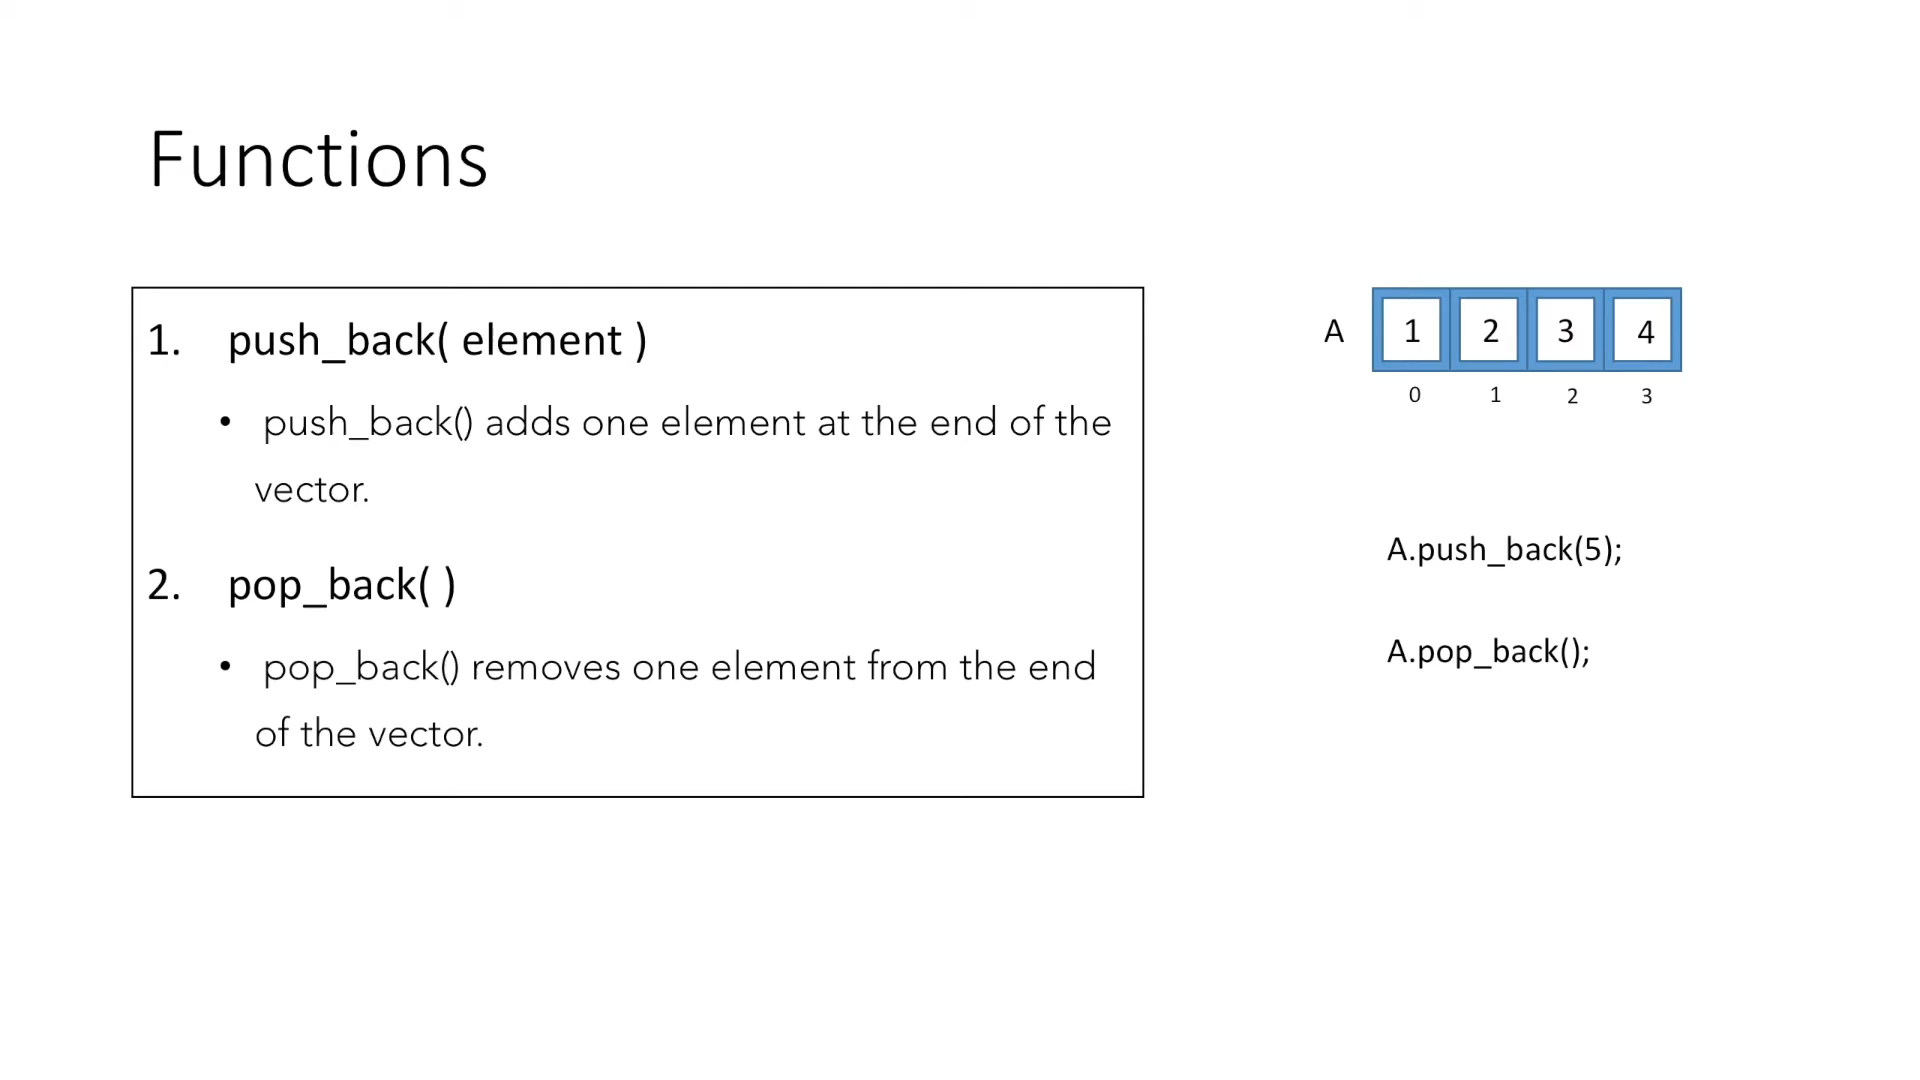 Functions
1. push_back( element )
• push_back() adds one element at the end of the
vector.
2. pop_back( )
• pop_back() removes one element from the end
of the vector.
A 1 2 3 4
0 1 2 3
A.push_back(5);
A.pop_back();